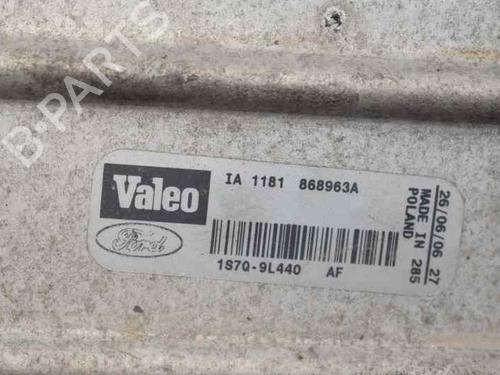 B-PARTS
Valeo
IA 1181 868963A
Ford
1S7Q-9L440 AF
26/06/06 27
MADE IN 285
POLAND